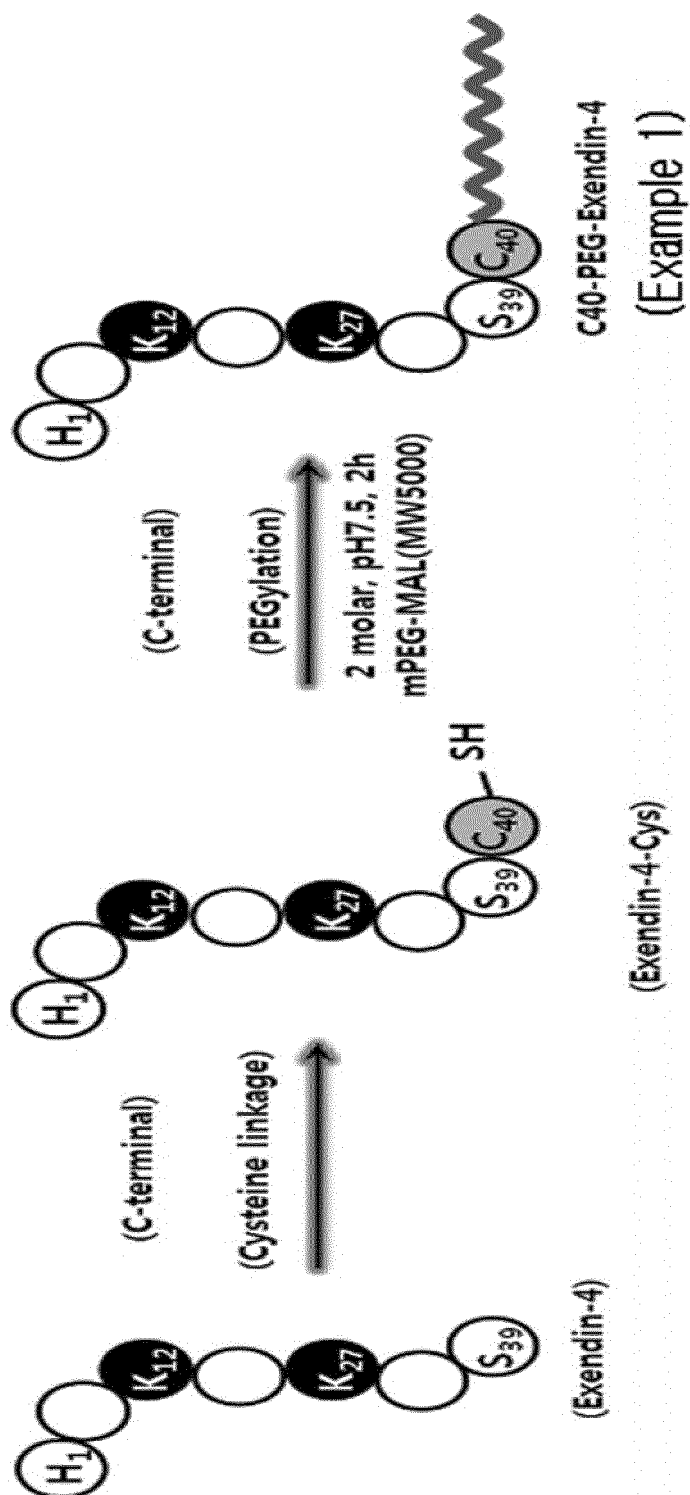 H1
K12
K27
S39
(Exendin-4)
(C-terminal)
(Cysteine linkage)
H1
K12
K27
S39
C40
SH
(Exendin-4-Cys)
(C-terminal)
(PEGylation)
2 molar, pH7.5, 2h
mPEG-MAL(MW5000)
H1
K12
K27
S39
C40
C40-PEG-Exendin-4
(Example 1)